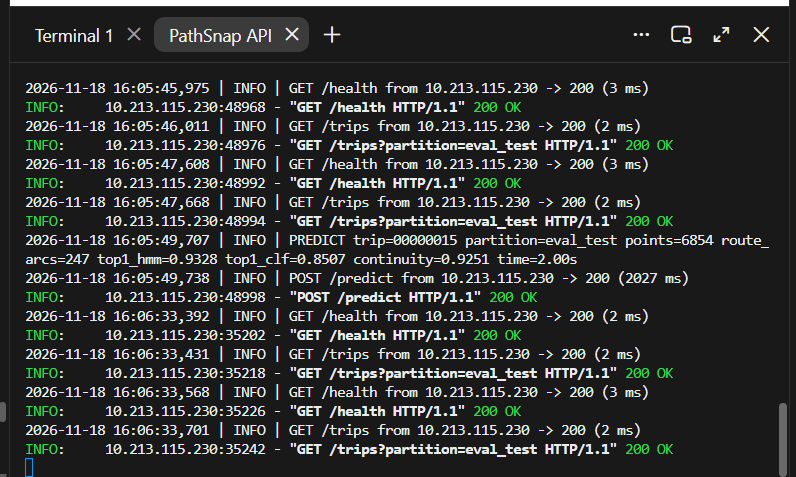 Terminal 1
PathSnap API
2026-11-18 16:05:45,975 | INFO | GET /health from 10.213.115.230 -> 200 (3 ms)
INFO:     10.213.115.230:48968 - "GET /health HTTP/1.1" 200 OK
2026-11-18 16:05:46,011 | INFO | GET /trips from 10.213.115.230 -> 200 (2 ms)
INFO:     10.213.115.230:48976 - "GET /trips?partition=eval_test HTTP/1.1" 200 OK
2026-11-18 16:05:47,608 | INFO | GET /health from 10.213.115.230 -> 200 (3 ms)
INFO:     10.213.115.230:48992 - "GET /health HTTP/1.1" 200 OK
2026-11-18 16:05:47,668 | INFO | GET /trips from 10.213.115.230 -> 200 (2 ms)
INFO:     10.213.115.230:48994 - "GET /trips?partition=eval_test HTTP/1.1" 200 OK
2026-11-18 16:05:49,707 | INFO | PREDICT trip=00000015 partition=eval_test points=6854 route_
arcs=247 top1_hmm=0.9328 top1_clf=0.8507 continuity=0.9251 time=2.00s
2026-11-18 16:05:49,738 | INFO | POST /predict from 10.213.115.230 -> 200 (2027 ms)
INFO:     10.213.115.230:48998 - "POST /predict HTTP/1.1" 200 OK
2026-11-18 16:06:33,392 | INFO | GET /health from 10.213.115.230 -> 200 (2 ms)
INFO:     10.213.115.230:35202 - "GET /health HTTP/1.1" 200 OK
2026-11-18 16:06:33,431 | INFO | GET /trips from 10.213.115.230 -> 200 (2 ms)
INFO:     10.213.115.230:35218 - "GET /trips?partition=eval_test HTTP/1.1" 200 OK
2026-11-18 16:06:33,568 | INFO | GET /health from 10.213.115.230 -> 200 (3 ms)
INFO:     10.213.115.230:35226 - "GET /health HTTP/1.1" 200 OK
2026-11-18 16:06:33,701 | INFO | GET /trips from 10.213.115.230 -> 200 (2 ms)
INFO:     10.213.115.230:35242 - "GET /trips?partition=eval_test HTTP/1.1" 200 OK